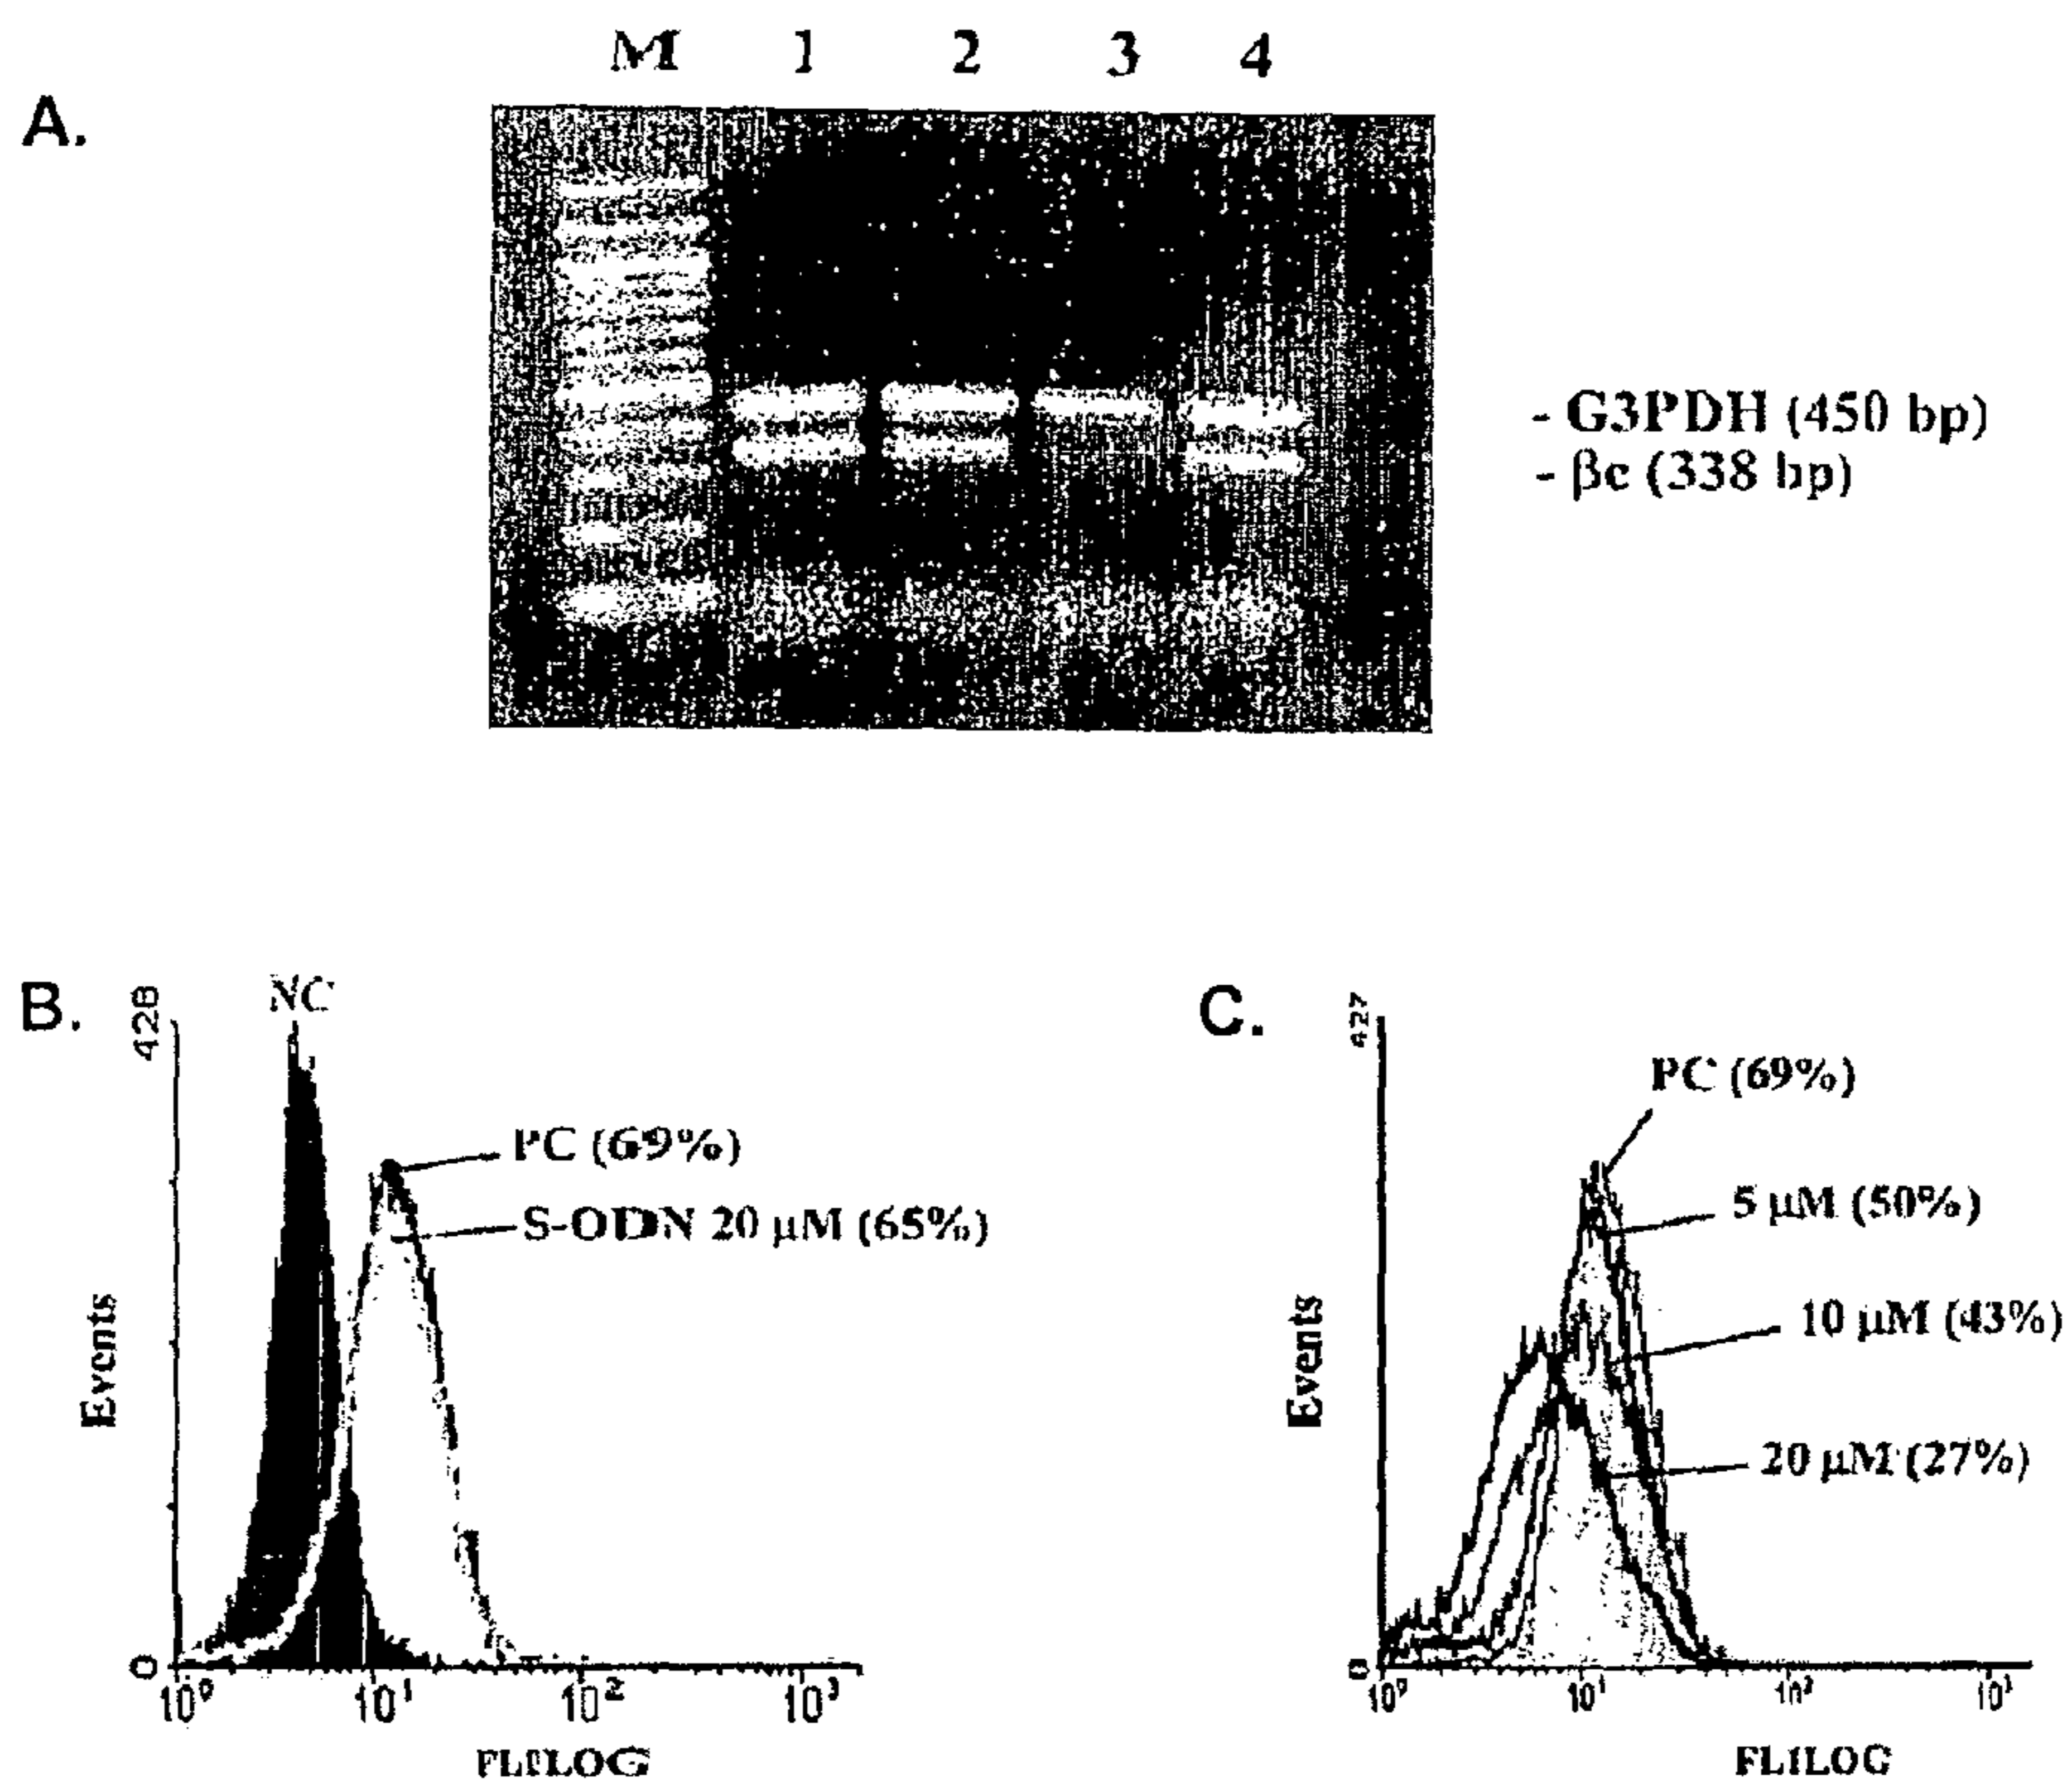 M 1 2 3 4
A.
- G3PDH (450 bp)
- βc (338 bp)
B.
428
NC
PC (69%)
S-ODN 20 µM (65%)
Events
0
10⁰ 10¹ 10² 10³
FL1LOG
C.
427
PC (69%)
5 µM (50%)
10 µM (43%)
20 µM (27%)
Events
0
10⁰ 10¹
FL1LOG